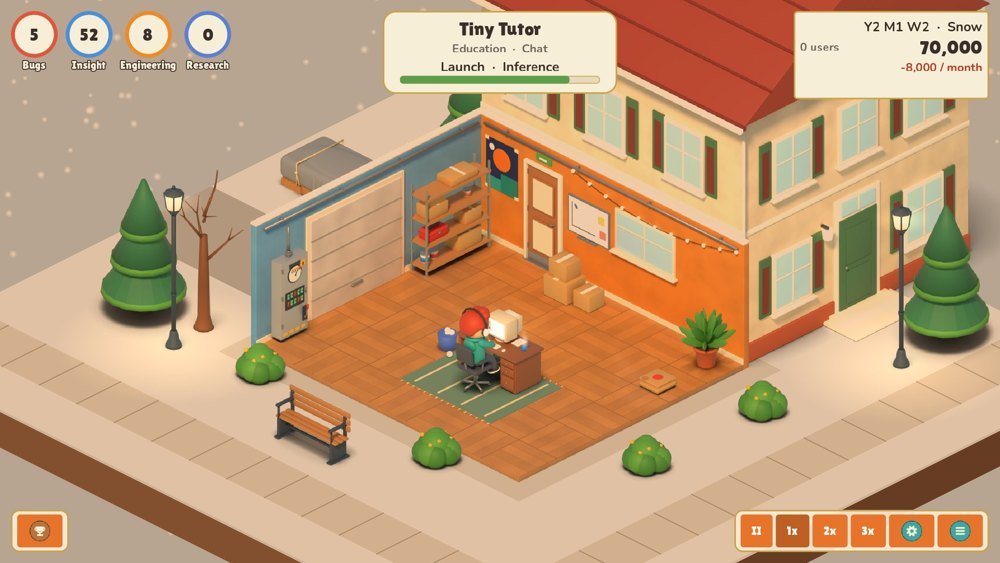 5
52
8
0
Bugs
Insight
Engineering
Research
Tiny Tutor
Education · Chat
Launch · Inference
Y2 M1 W2 · Snow
0 users
70,000
-8,000 / month
II
1x
2x
3x